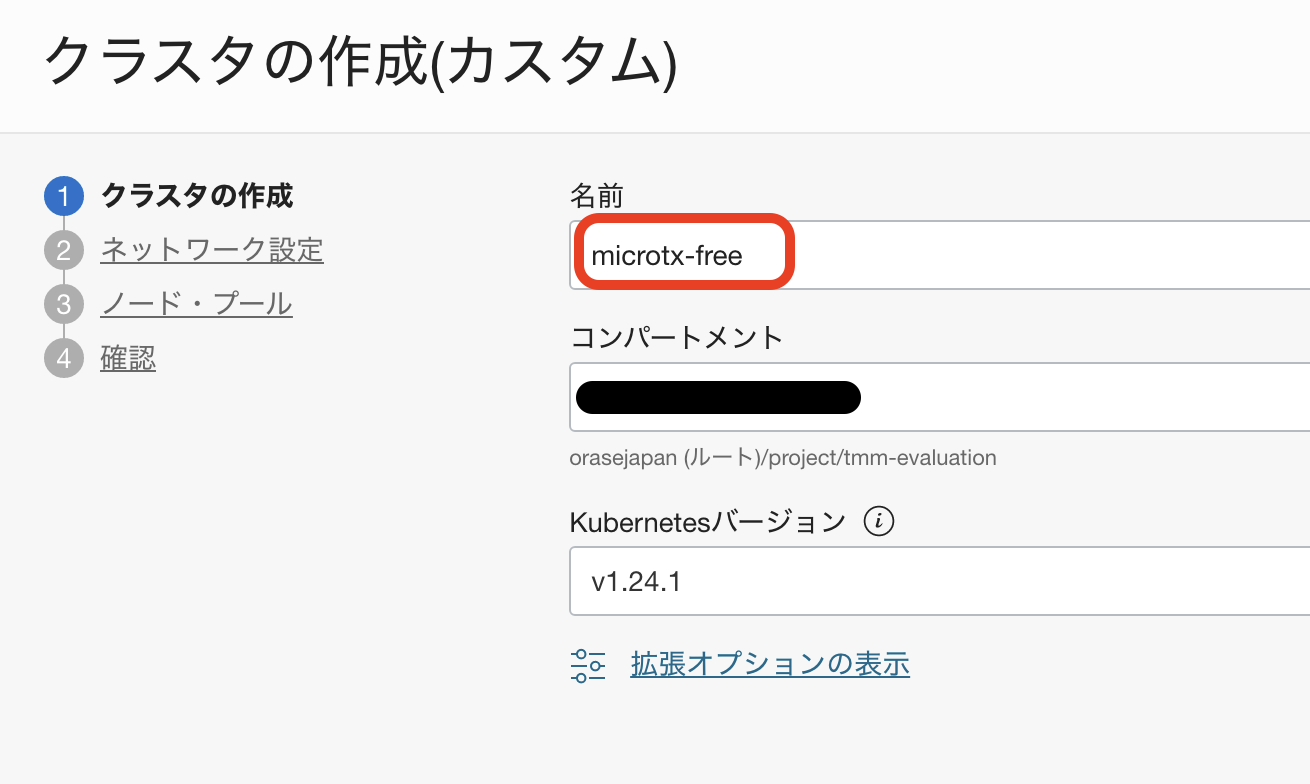 クラスタの作成(カスタム)
1 クラスタの作成
2 ネットワーク設定
3 ノード・プール
4 確認
名前
microtx-free
コンパートメント
orasejapan (ルート)/project/tmm-evaluation
Kubernetesバージョン i
v1.24.1
拡張オプションの表示